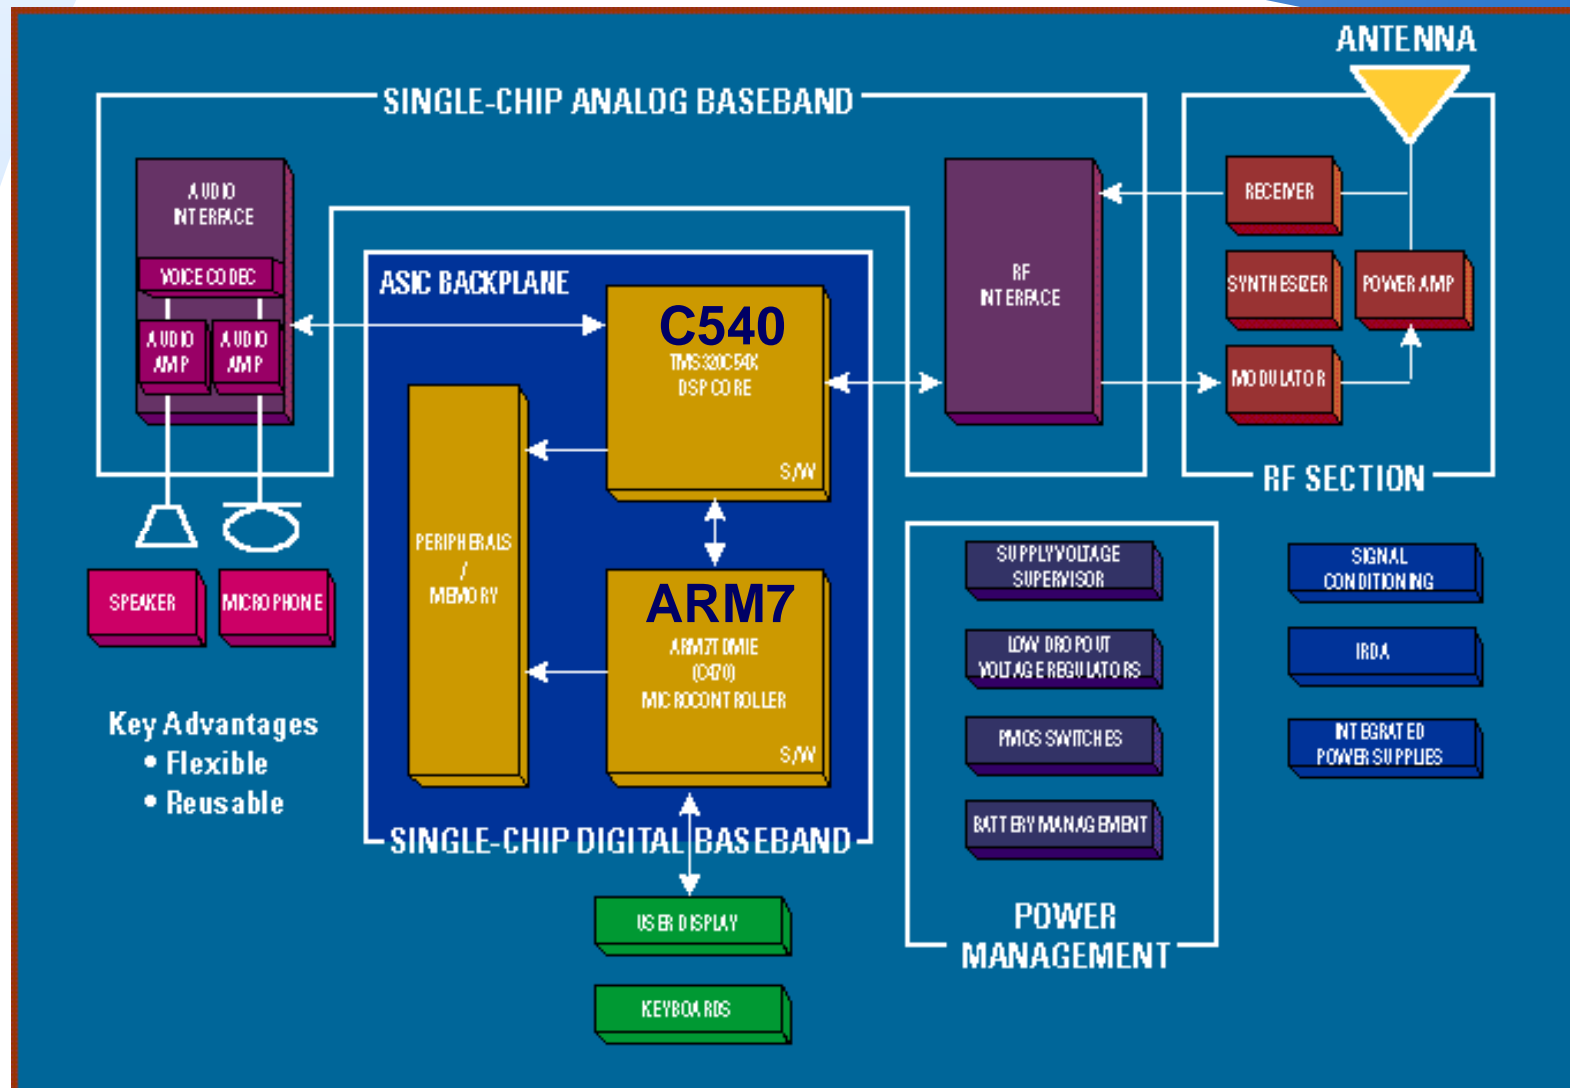 ANTENNA
SINGLE-CHIP ANALOG BASEBAND
AUDIO
INTERFACE
VOICE CODEC
AUDIO
AMP
AUDIO
AMP
SPEAKER
MICROPHONE
Key Advantages
• Flexible
• Reusable
ASIC BACKPLANE
C540
TMS320C54X
DSP CORE
S/W
PERIPHERALS
/
MEMORY
ARM7
ARM7TDMIE
(C470)
MICROCONTROLLER
S/W
SINGLE-CHIP DIGITAL BASEBAND
USER DISPLAY
KEYBOARDS
RF
INTERFACE
RECEIVER
SYNTHESIZER
POWER AMP
MODULATOR
RF SECTION
SUPPLY VOLTAGE
SUPERVISOR
LOW DROPOUT
VOLTAGE REGULATORS
PMOS SWITCHES
BATTERY MANAGEMENT
POWER
MANAGEMENT
SIGNAL
CONDITIONING
IRDA
INTEGRATED
POWER SUPPLIES